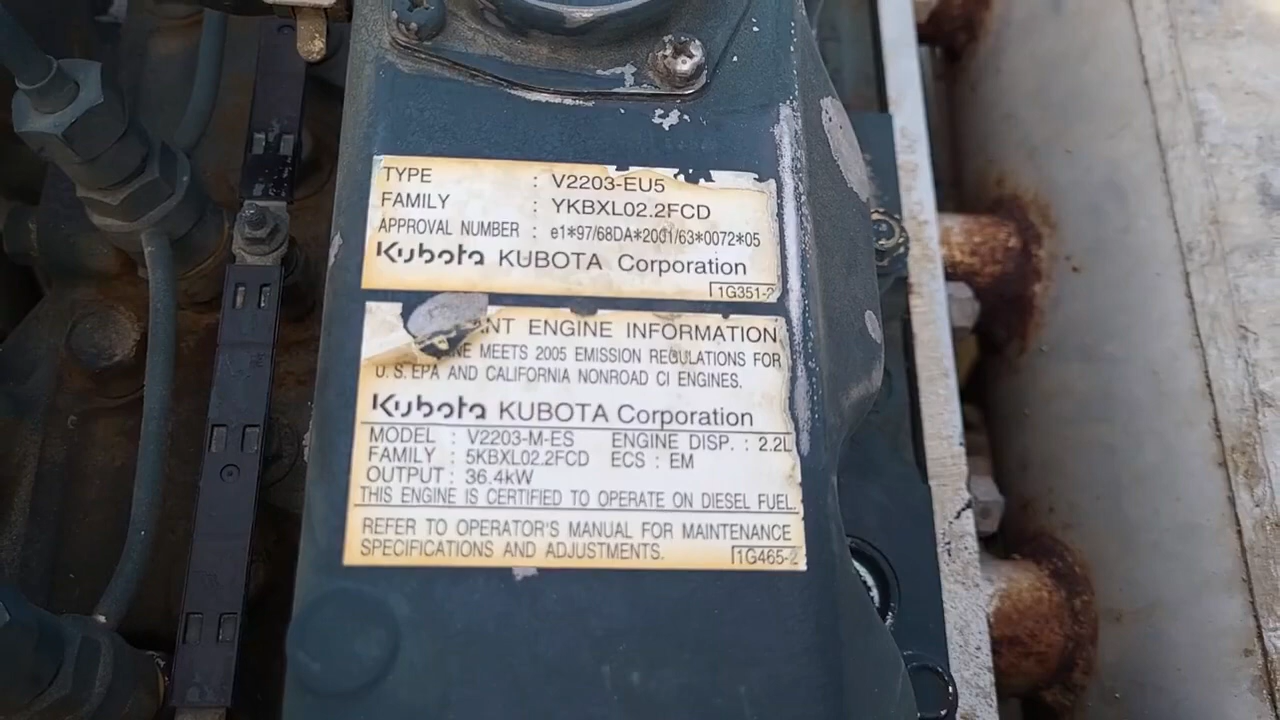 TYPE : V2203-EU5
FAMILY : YKBXL02.2FCD
APPROVAL NUMBER : e1*97/68DA*2001/63*0072*05
Kubota KUBOTA Corporation
1G351-2
ENGINE INFORMATION
MEETS 2005 EMISSION REGULATIONS FOR
U.S. EPA AND CALIFORNIA NONROAD CI ENGINES.
Kubota KUBOTA Corporation
MODEL : V2203-M-ES ENGINE DISP. : 2.2L
FAMILY : 5KBXL02.2FCD ECS : EM
OUTPUT : 36.4kW
THIS ENGINE IS CERTIFIED TO OPERATE ON DIESEL FUEL.
REFER TO OPERATOR'S MANUAL FOR MAINTENANCE
SPECIFICATIONS AND ADJUSTMENTS.
1G465-2